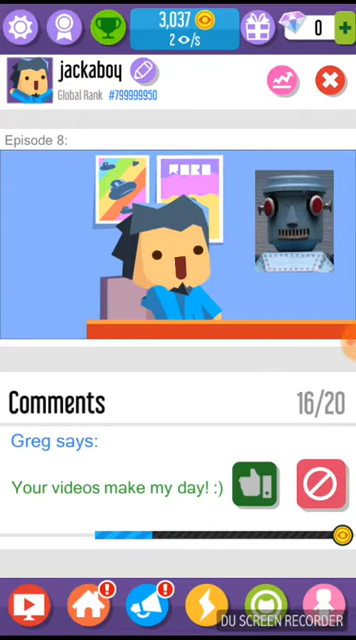 3,037
2 /s
0
jackaboy
Global Rank #799999950
Episode 8:
Comments 16/20
Greg says:
Your videos make my day! :)
DU SCREEN RECORDER